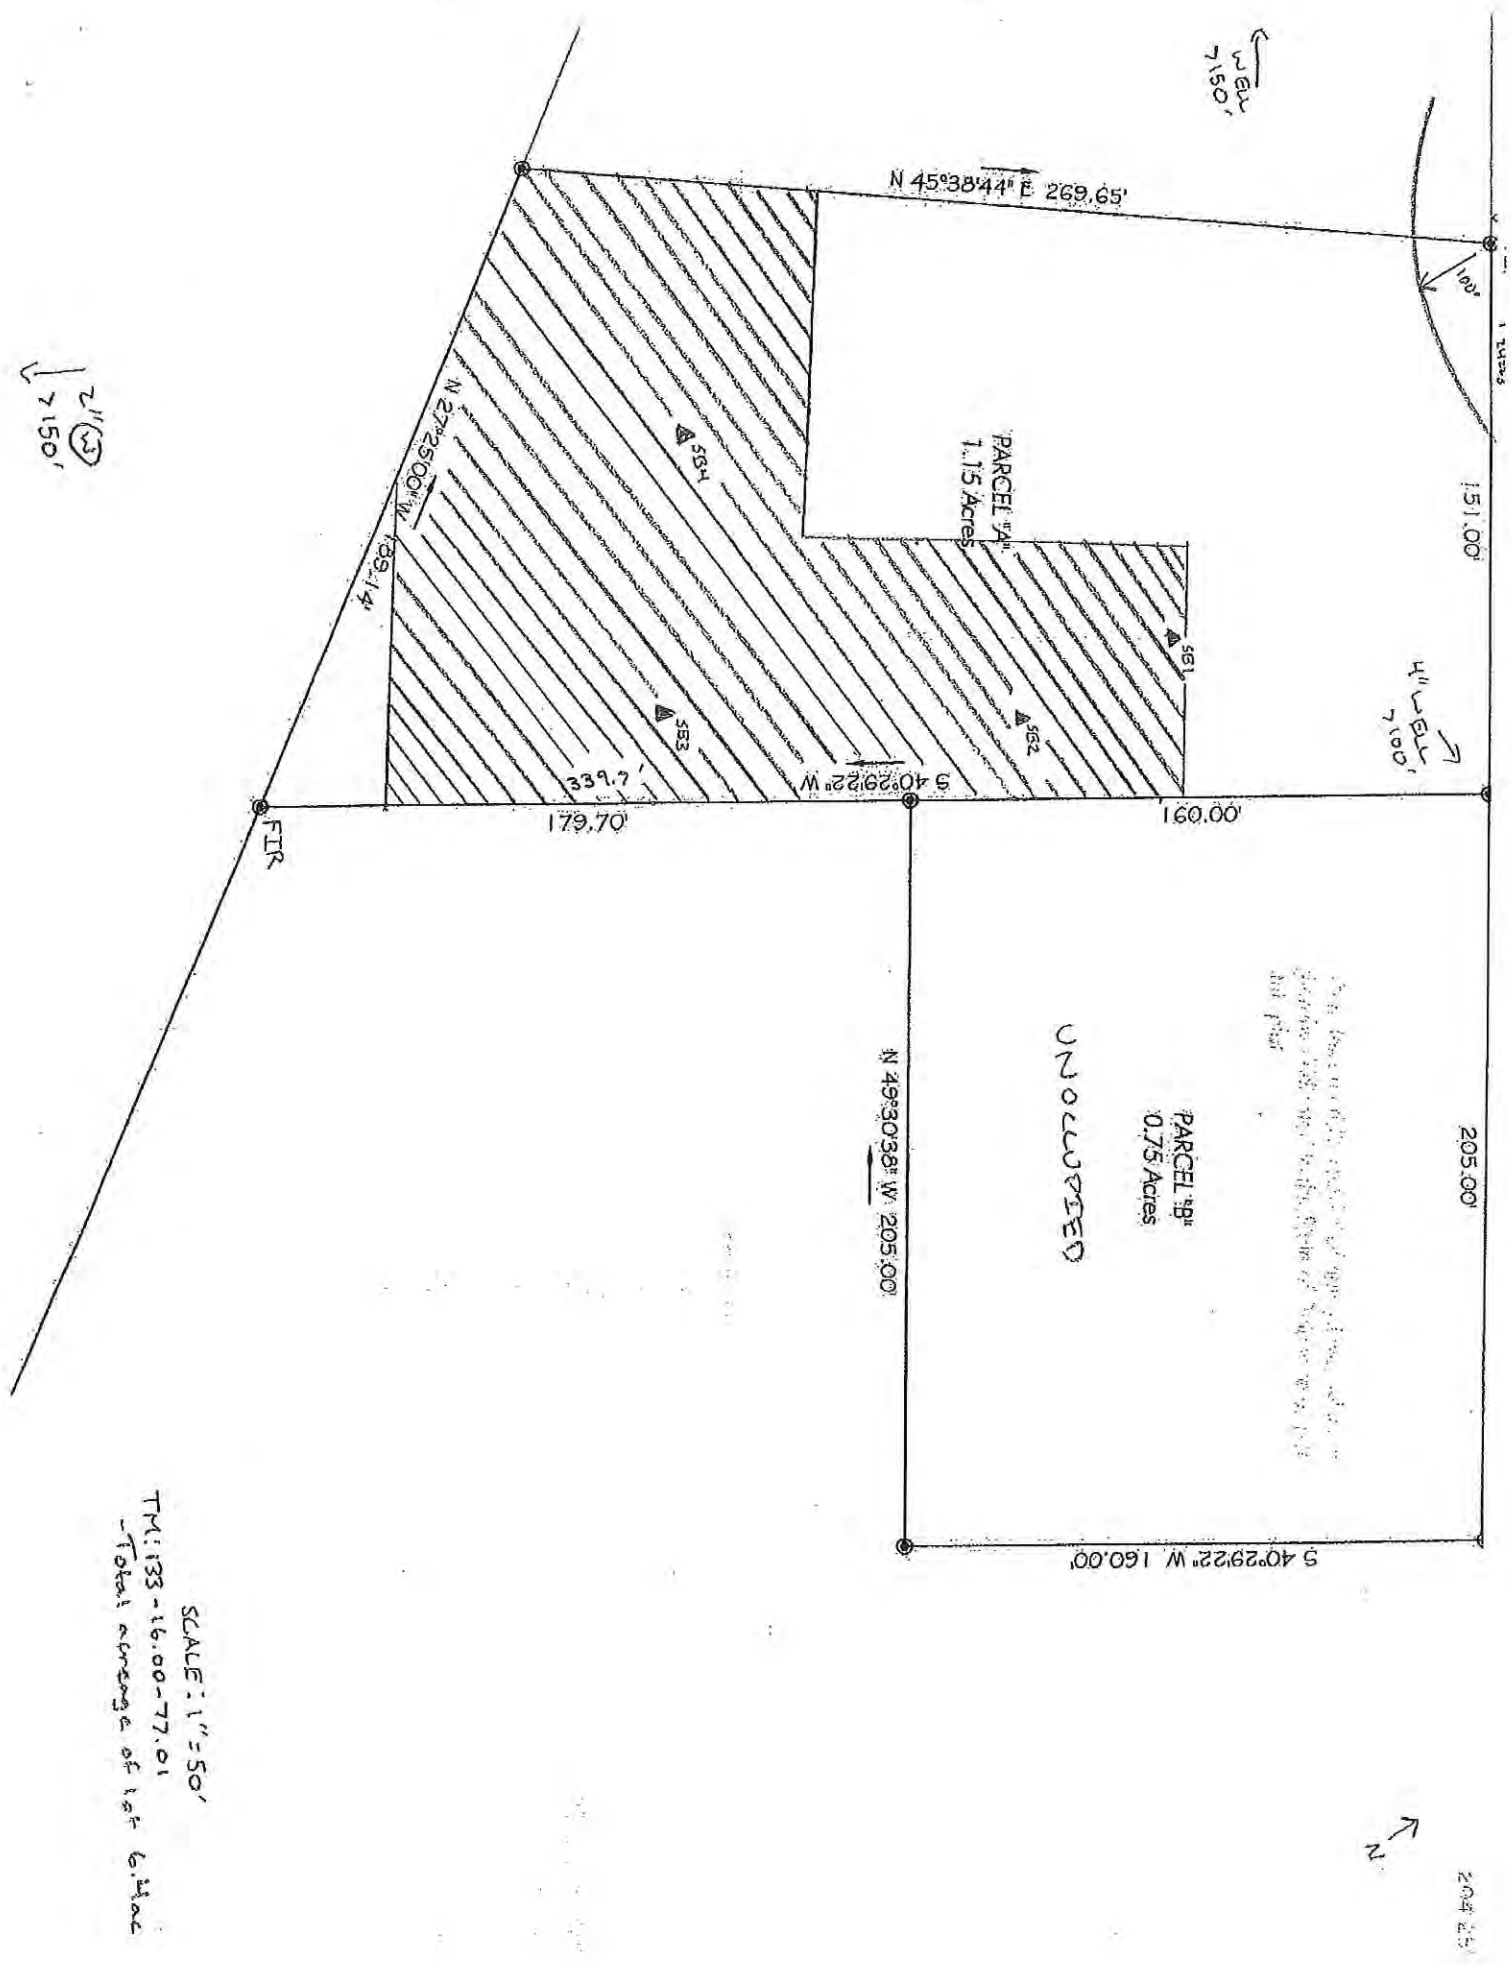 WELL
>150'
N 45°38'44" E 269.65'
100'
151.00'
PARCEL "A"
1.15 Acres
SB4
SB1
SB2
SB3
4" WELL
>100'
2" W
>150'
N 27°25'00" W
189.14'
339.7'
S 40°29'22" W
179.70'
160.00'
FIR
205.00'
PARCEL "B"
0.75 Acres
UNOCCUPIED
N 49°30'38" W 205.00'
S 40°29'22" W 160.00'
SCALE: 1"=50'
TM: 133-16.00-77.01
-Total acreage of lot 6.4ac
N